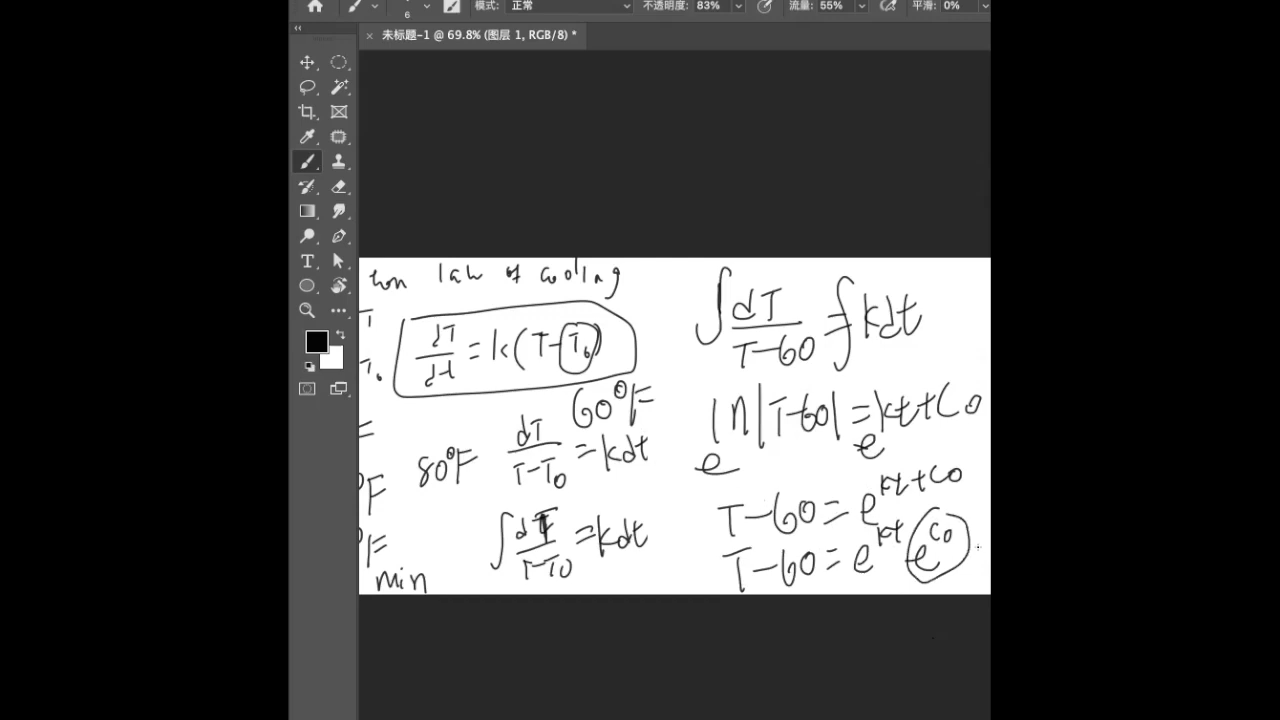 6 模式: 正常 不透明度: 83% 流量: 55% 平滑: 0%
× 未标题-1 @ 69.8% (图层 1, RGB/8) *
ton law of cooling
T
dT/dt = k(T-T₀)
T₀
60°F
=
80°F
dT/T-T₀ = kdt
°F
∫dT/T-T₀ = kdt
°F
min
∫dT/T-60 = ∫kdt
ln|T-60| = kt+C₀
e e
T-60 = e^kt+C₀
T-60 = e^kt e^C₀